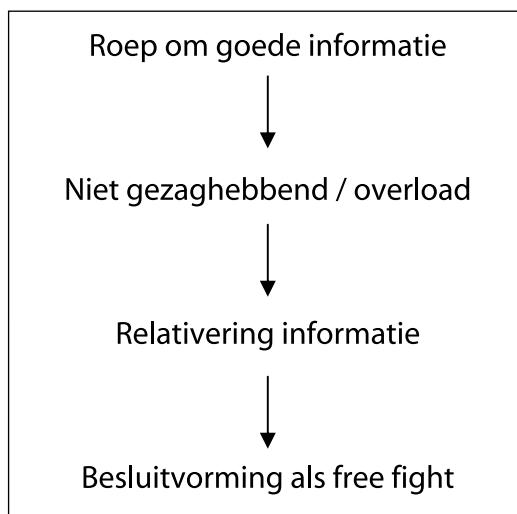 Roep om goede informatie
Niet gezaghebbend / overload
Relativering informatie
Besluitvorming als free fight